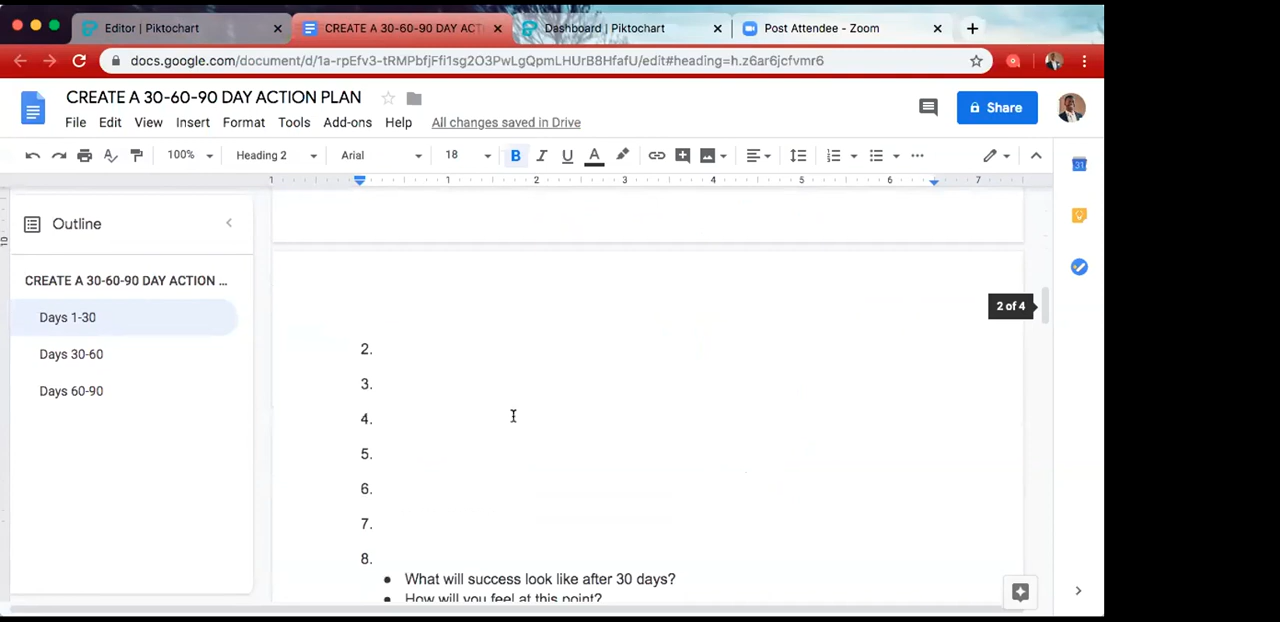 Editor | Piktochart
CREATE A 30-60-90 DAY ACT
Dashboard | Piktochart
Post Attendee - Zoom
docs.google.com/document/d/1a-rpEfv3-tRMPbfjFfi1sg2O3PwLgQpmLHUrB8HfafU/edit#heading=h.z6ar6jcfvmr6
CREATE A 30-60-90 DAY ACTION PLAN
Share
File Edit View Insert Format Tools Add-ons Help All changes saved in Drive
100% Heading 2 Arial 18 B I U A
1 1 2 3 4 5 6 7
10
31
Outline
CREATE A 30-60-90 DAY ACTION ...
Days 1-30
Days 30-60
Days 60-90
2 of 4
2.
3.
4.
5.
6.
7.
8.
● What will success look like after 30 days?
● How will you feel at this point?